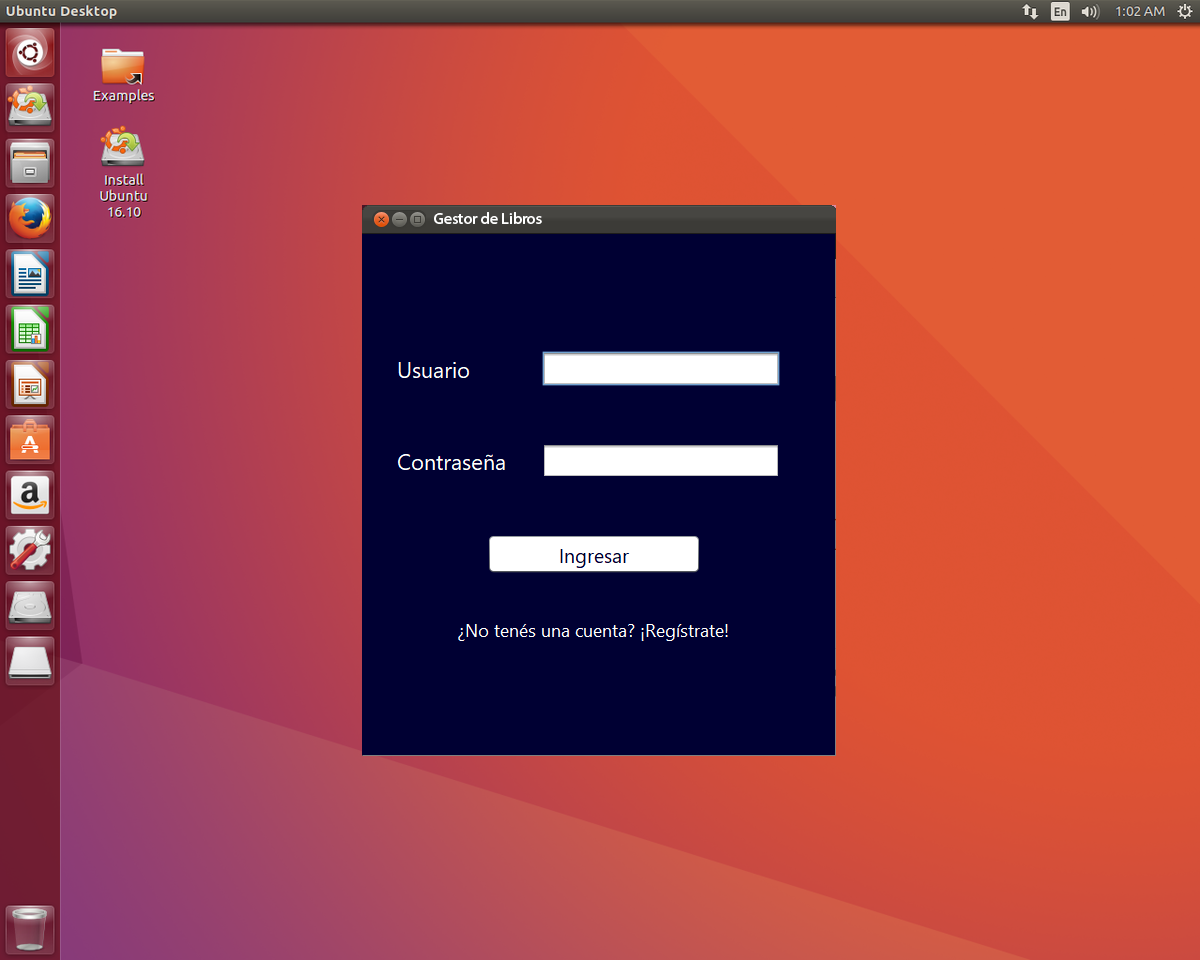 Ubuntu Desktop
En
1:02 AM
Examples
Install
Ubuntu
16.10
Gestor de Libros
Usuario
Contraseña
Ingresar
¿No tenés una cuenta? ¡Regístrate!